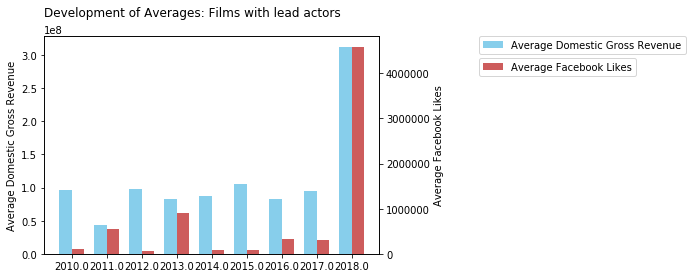 Development of Averages: Films with lead actors
1e8
Average Domestic Gross Revenue
Average Facebook Likes
3.0
2.5
2.0
1.5
1.0
0.5
0.0
Average Domestic Gross Revenue
4000000
3000000
2000000
1000000
0
Average Facebook Likes
2010.0 2011.0 2012.0 2013.0 2014.0 2015.0 2016.0 2017.0 2018.0